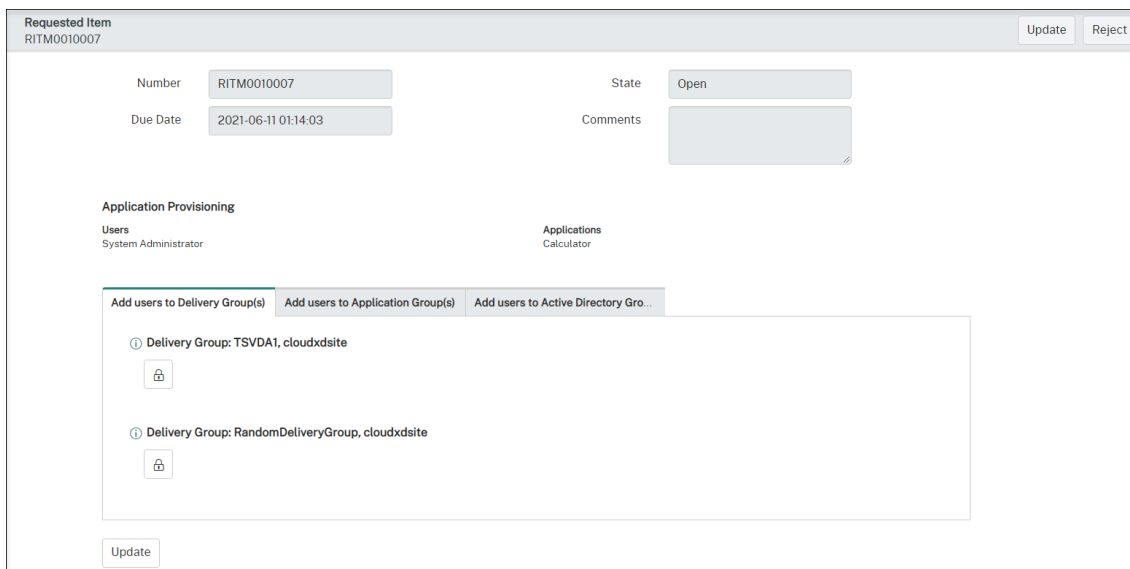 Requested Item
RITM0010007
Update Reject
Number RITM0010007 State Open
Due Date 2021-06-11 01:14:03 Comments
Application Provisioning
Users Applications
System Administrator Calculator
Add users to Delivery Group(s) Add users to Application Group(s) Add users to Active Directory Gro...
Delivery Group: TSVDA1, cloudxdsite
Delivery Group: RandomDeliveryGroup, cloudxdsite
Update